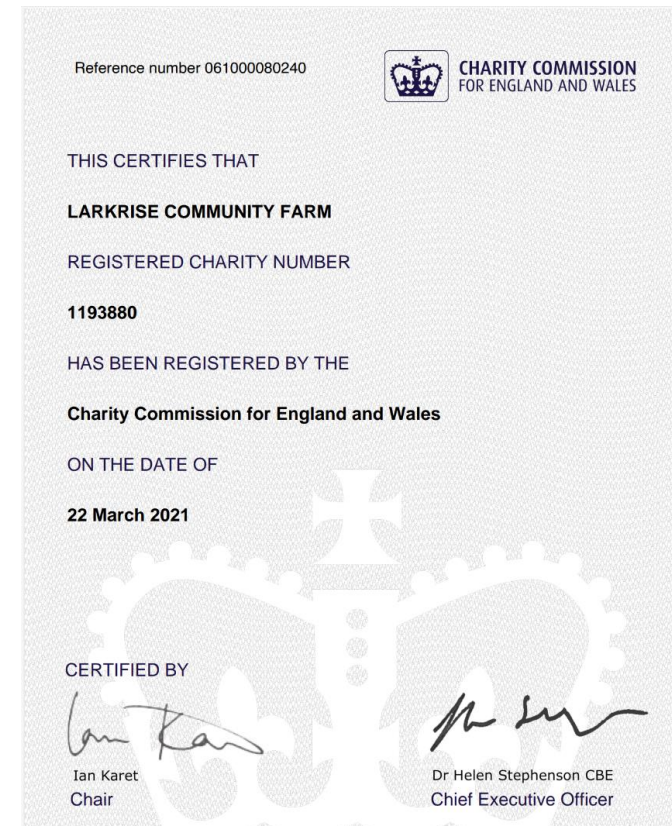 Reference number 061000080240
CHARITY COMMISSION
FOR ENGLAND AND WALES
THIS CERTIFIES THAT
LARKRISE COMMUNITY FARM
REGISTERED CHARITY NUMBER
1193880
HAS BEEN REGISTERED BY THE
Charity Commission for England and Wales
ON THE DATE OF
22 March 2021
CERTIFIED BY
Ian Karet
Chair
Dr Helen Stephenson CBE
Chief Executive Officer